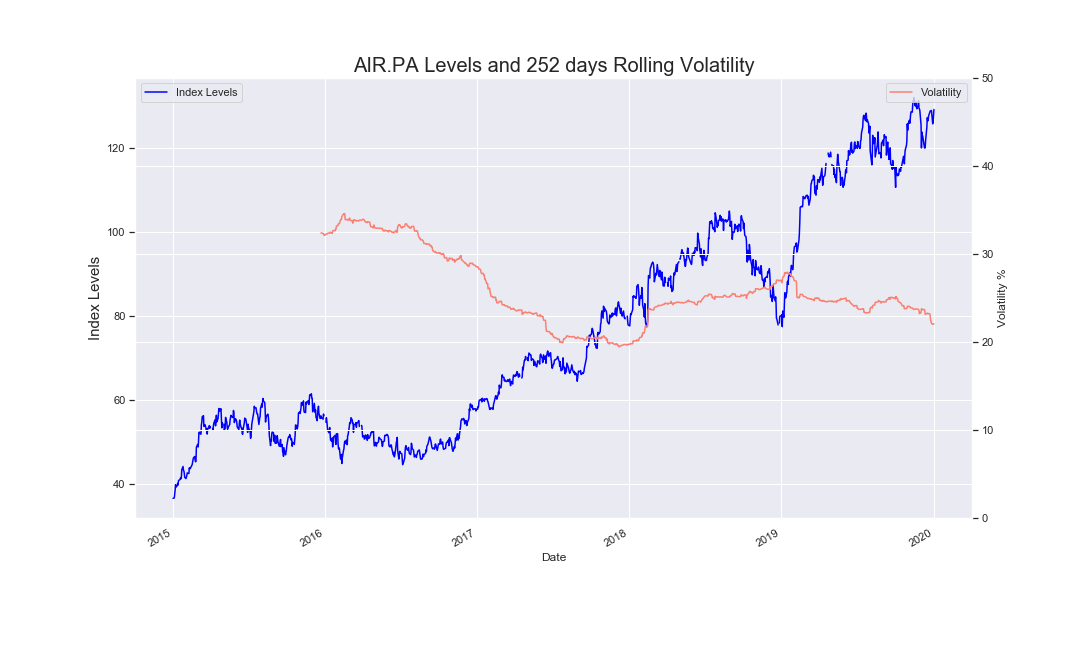 AIR.PA Levels and 252 days Rolling Volatility
Index Levels
Volatility
50
120
40
100
30
80
20
60
10
40
0
Index Levels
Volatility %
2015
2016
2017
2018
2019
2020
Date